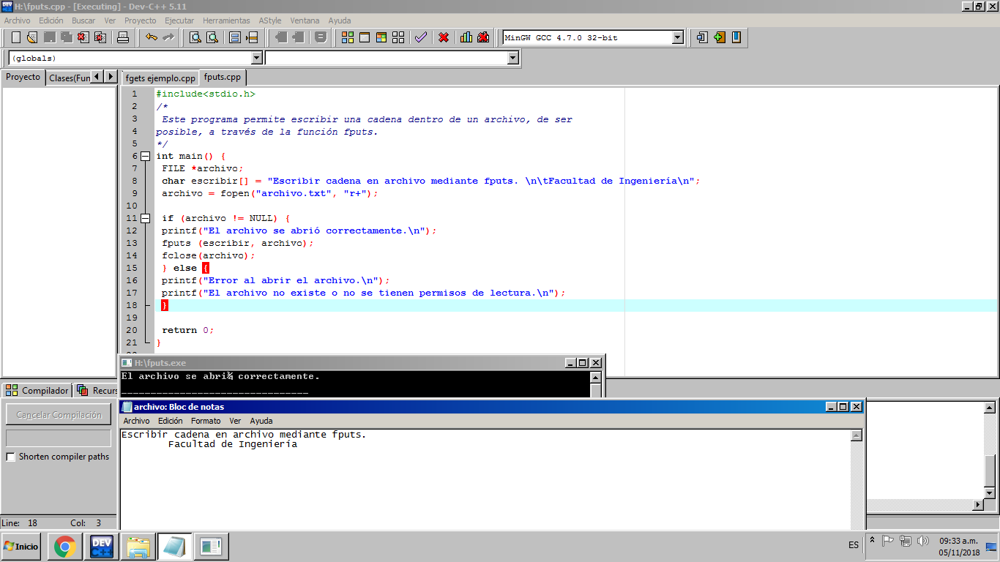 H:\fputs.cpp - [Executing] - Dev-C++ 5.11
Archivo Edición Buscar Ver Proyecto Ejecutar Herramientas AStyle Ventana Ayuda
MinGW GCC 4.7.0 32-bit
(globals)
Proyecto Clases(Fun fgets ejemplo.cpp fputs.cpp
1 #include<stdio.h>
2 /*
3 Este programa permite escribir una cadena dentro de un archivo, de ser
4 posible, a través de la función fputs.
5 */
6 int main() {
7 FILE *archivo;
8 char escribir[] = "Escribir cadena en archivo mediante fputs. \n\tFacultad de Ingeniería\n";
9 archivo = fopen("archivo.txt", "r+");
10
11 if (archivo != NULL) {
12 printf("El archivo se abrió correctamente.\n");
13 fputs (escribir, archivo);
14 fclose(archivo);
15 } else {
16 printf("Error al abrir el archivo.\n");
17 printf("El archivo no existe o no se tienen permisos de lectura.\n");
18 }
19
20 return 0;
21 }
H:\fputs.exe
El archivo se abri¾ correctamente.
--------------------------------
Compilador Recurs
Cancelar Compilación
Shorten compiler paths
archivo: Bloc de notas
Archivo Edición Formato Ver Ayuda
Escribir cadena en archivo mediante fputs.
Facultad de Ingeniería
Line: 18 Col: 3
Inicio
DEV C++
ES
09:33 a.m.
05/11/2018